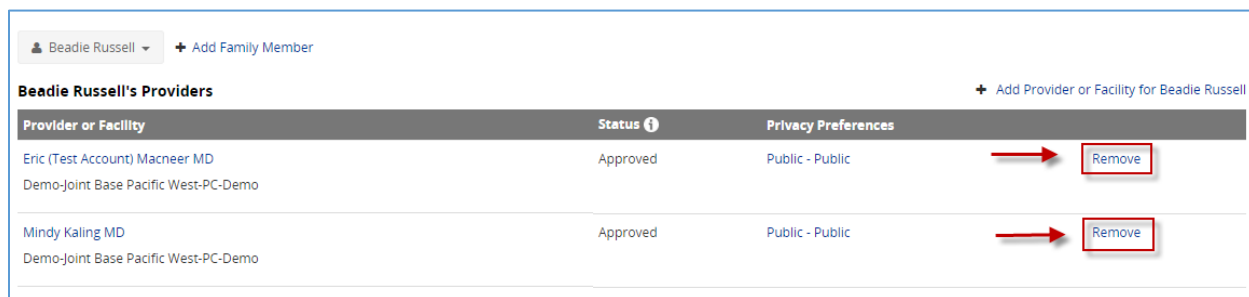 Beadie Russell + Add Family Member
Beadie Russell's Providers + Add Provider or Facility for Beadie Russell
Provider or Facility Status Privacy Preferences
Eric (Test Account) Macneer MD Approved Public - Public Remove
Demo-Joint Base Pacific West-PC-Demo
Mindy Kaling MD Approved Public - Public Remove
Demo-Joint Base Pacific West-PC-Demo